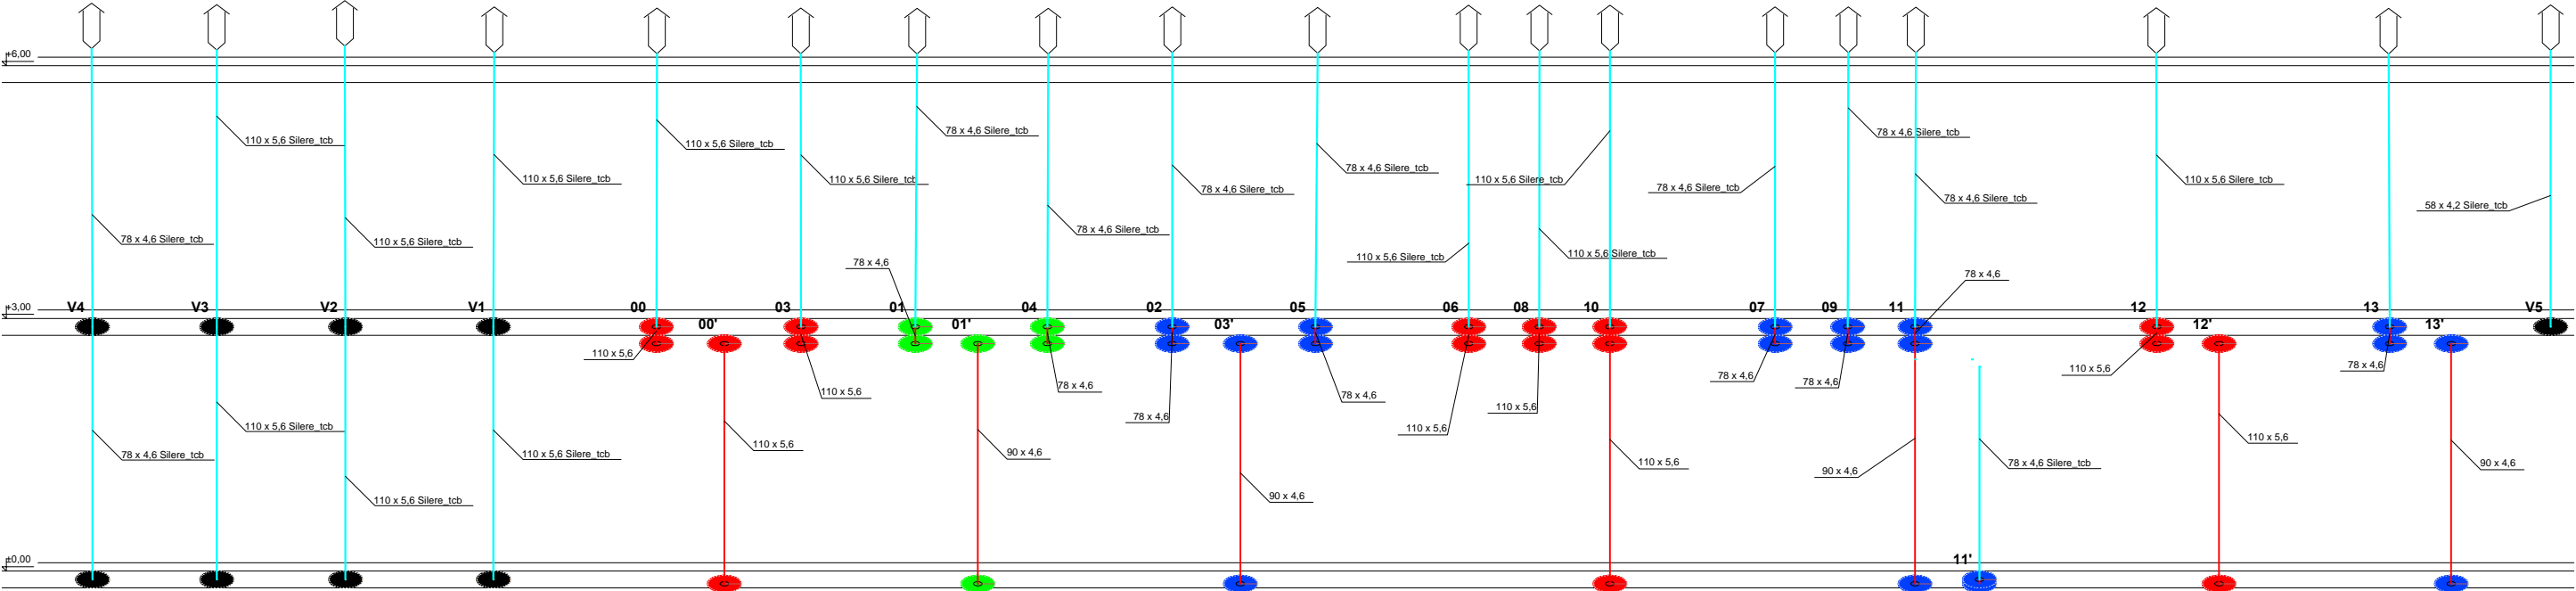 +6,00
78 x 4,6 Silere_tcb
110 x 5,6 Silere_tcb
110 x 5,6 Silere_tcb
78 x 4,6 Silere_tcb
78 x 4,6 Silere_tcb
110 x 5,6 Silere_tcb
110 x 5,6 Silere_tcb
110 x 5,6 Silere_tcb
110 x 5,6 Silere_tcb
78 x 4,6 Silere_tcb
78 x 4,6 Silere_tcb
78 x 4,6 Silere_tcb
78 x 4,6 Silere_tcb
110 x 5,6 Silere_tcb
58 x 4,2 Silere_tcb
78 x 4,6 Silere_tcb
110 x 5,6 Silere_tcb
78 x 4,6 Silere_tcb
110 x 5,6 Silere_tcb
110 x 5,6 Silere_tcb
78 x 4,6
78 x 4,6
+3,00
V4
V3
V2
V1
00
03
01
04
02
05
06
08
10
07
09
11
12
13
V5
00'
01'
03'
12'
13'
110 x 5,6
110 x 5,6
78 x 4,6
78 x 4,6
78 x 4,6
110 x 5,6
110 x 5,6
78 x 4,6
78 x 4,6
110 x 5,6
78 x 4,6
78 x 4,6 Silere_tcb
110 x 5,6 Silere_tcb
110 x 5,6 Silere_tcb
110 x 5,6 Silere_tcb
110 x 5,6
90 x 4,6
90 x 4,6
110 x 5,6
90 x 4,6
78 x 4,6 Silere_tcb
110 x 5,6
90 x 4,6
±0,00
11'